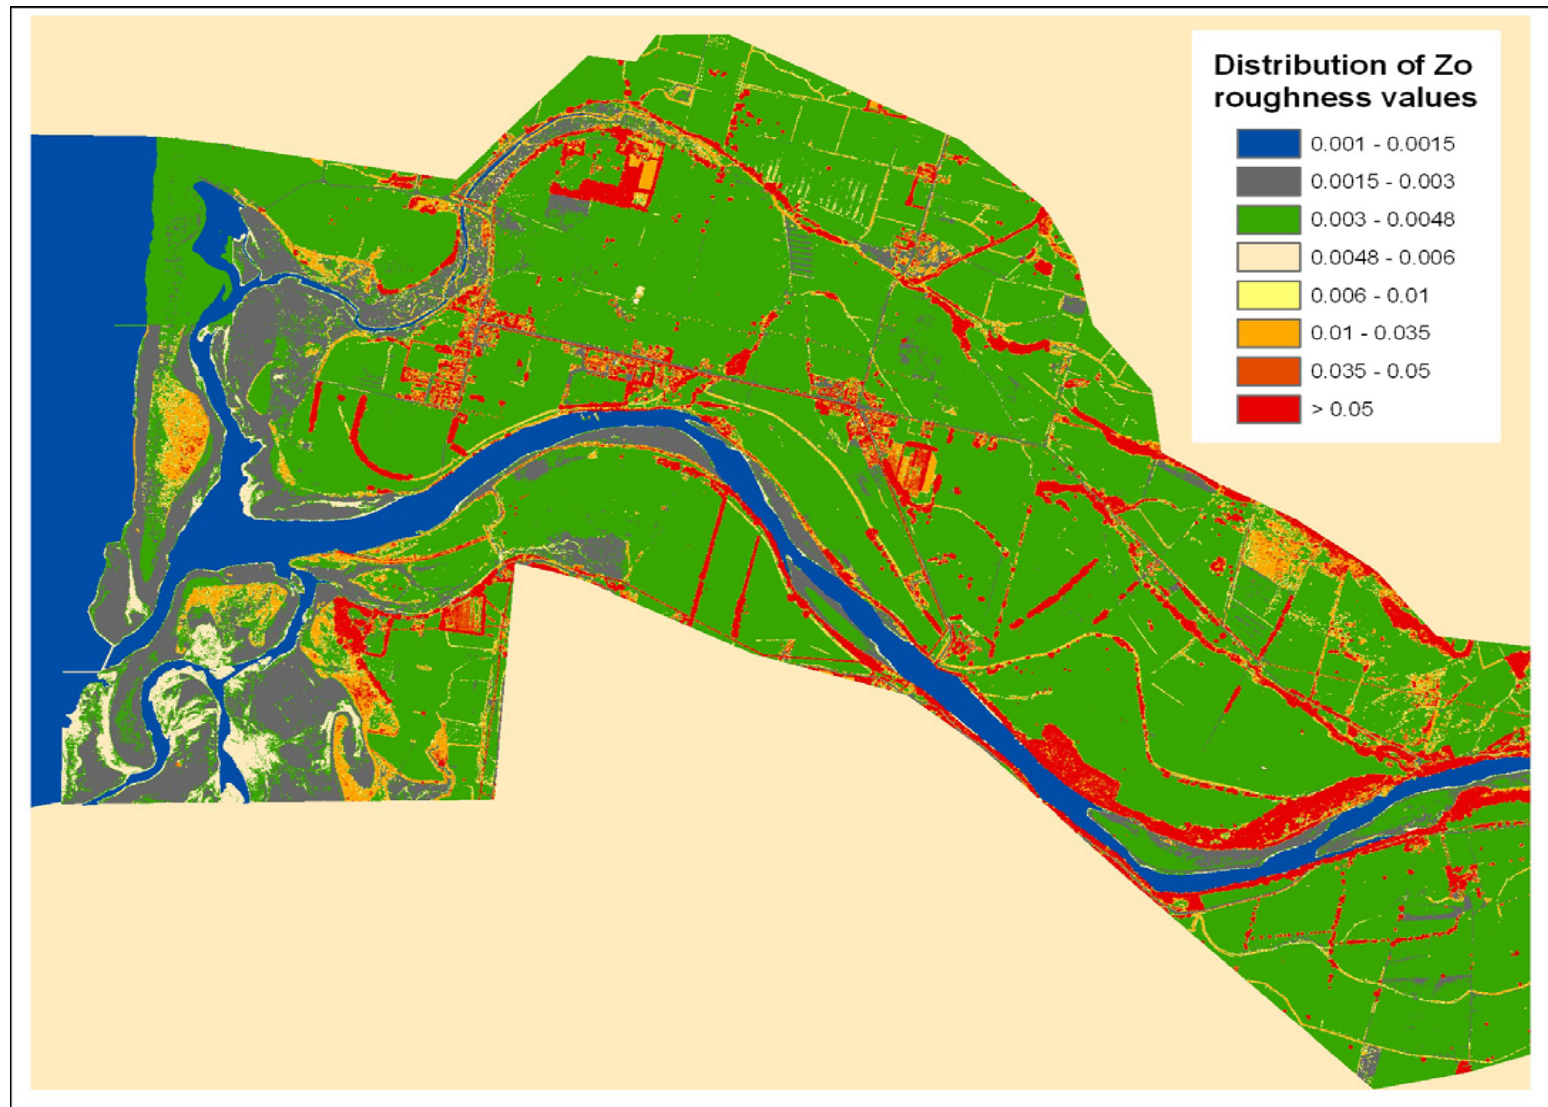 Distribution of Zo
roughness values
0.001 - 0.0015
0.0015 - 0.003
0.003 - 0.0048
0.0048 - 0.006
0.006 - 0.01
0.01 - 0.035
0.035 - 0.05
> 0.05